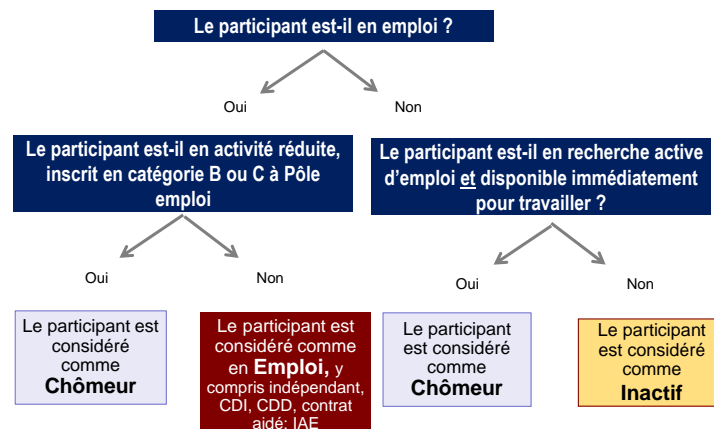 Le participant est-il en emploi ?
Oui
Non
Le participant est-il en activité réduite,
inscrit en catégorie B ou C à Pôle
emploi
Le participant est-il en recherche active
d'emploi et disponible immédiatement
pour travailler ?
Oui
Non
Oui
Non
Le participant est
considéré
comme
Chômeur
Le participant est
considéré comme
en Emploi, y
compris indépendant,
CDI, CDD, contrat
aidé; IAE
Le participant
est considéré
comme
Chômeur
Le participant
est considéré
comme
Inactif